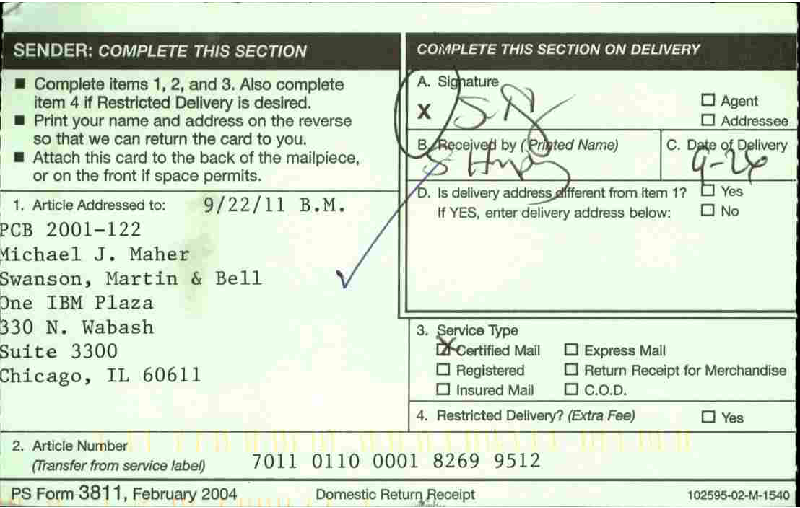 SENDER: COMPLETE THIS SECTION
■ Complete items 1, 2, and 3. Also complete
item 4 if Restricted Delivery is desired.
■ Print your name and address on the reverse
so that we can return the card to you.
■ Attach this card to the back of the mailpiece,
or on the front if space permits.
1. Article Addressed to: 9/22/11 B.M.
PCB 2001-122
Michael J. Maher
Swanson, Martin & Bell
One IBM Plaza
330 N. Wabash
Suite 3300
Chicago, IL 60611
2. Article Number
(Transfer from service label) 7011 0110 0001 8269 9512
COMPLETE THIS SECTION ON DELIVERY
A. Signature
X
☐ Agent
☐ Addressee
B. Received by (Printed Name) C. Date of Delivery
S 9-26
D. Is delivery address different from item 1? ☐ Yes
If YES, enter delivery address below: ☐ No
3. Service Type
☒ Certified Mail ☐ Express Mail
☐ Registered ☐ Return Receipt for Merchandise
☐ Insured Mail ☐ C.O.D.
4. Restricted Delivery? (Extra Fee) ☐ Yes
PS Form 3811, February 2004 Domestic Return Receipt 102595-02-M-1540